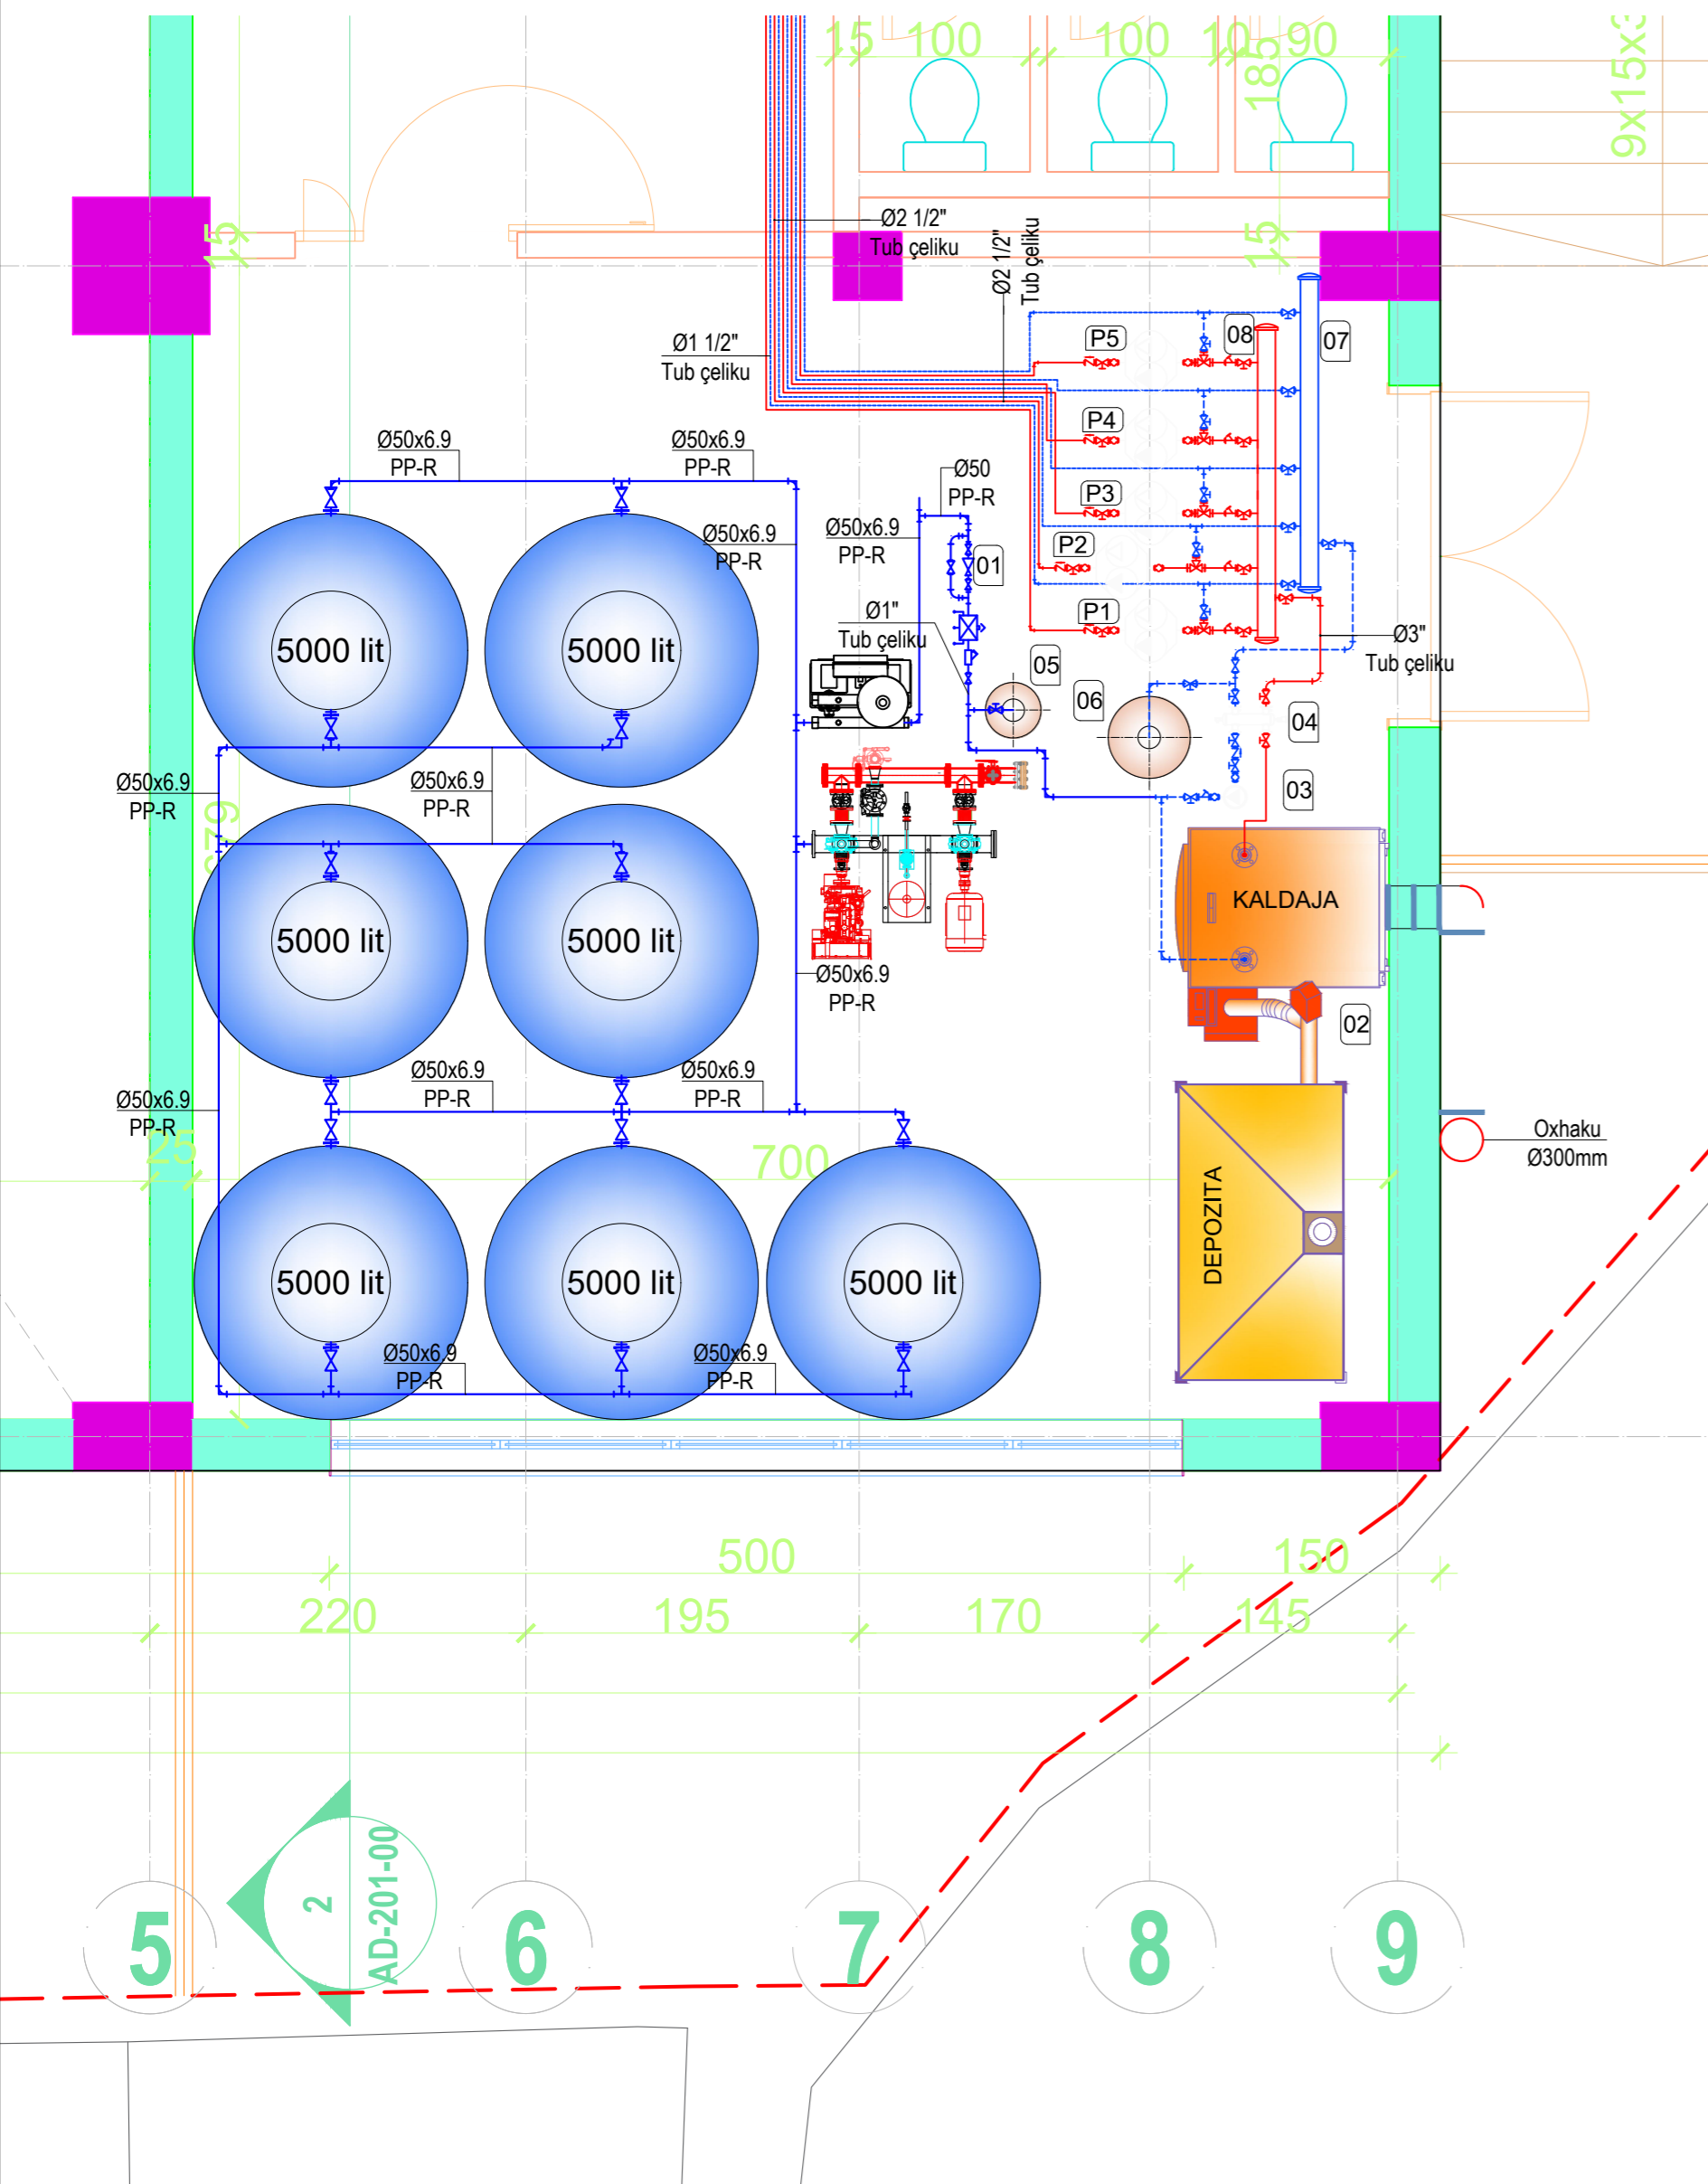 15 100 100 10 90
185
9x15x3
Ø2 1/2"
Tub çeliku
Ø2 1/2"
Tub çeliku
15
15
Ø1 1/2"
Tub çeliku
P5
08
07
P4
P3
P2
P1
Ø50x6.9
PP-R
Ø50x6.9
PP-R
Ø50
PP-R
Ø50x6.9
PP-R
Ø50x6.9
PP-R
01
Ø1"
Tub çeliku
Ø3"
Tub çeliku
05
06
04
03
5000 lit
5000 lit
Ø50x6.9
PP-R
Ø50x6.9
PP-R
679
KALDAJA
5000 lit
5000 lit
Ø50x6.9
PP-R
02
Ø50x6.9
PP-R
Ø50x6.9
PP-R
Ø50x6.9
PP-R
25
700
Oxhaku
Ø300mm
DEPOZITA
5000 lit
5000 lit
5000 lit
Ø50x6.9
PP-R
Ø50x6.9
PP-R
500
150
220
195
170
145
2
AD-201-00
5
6
7
8
9